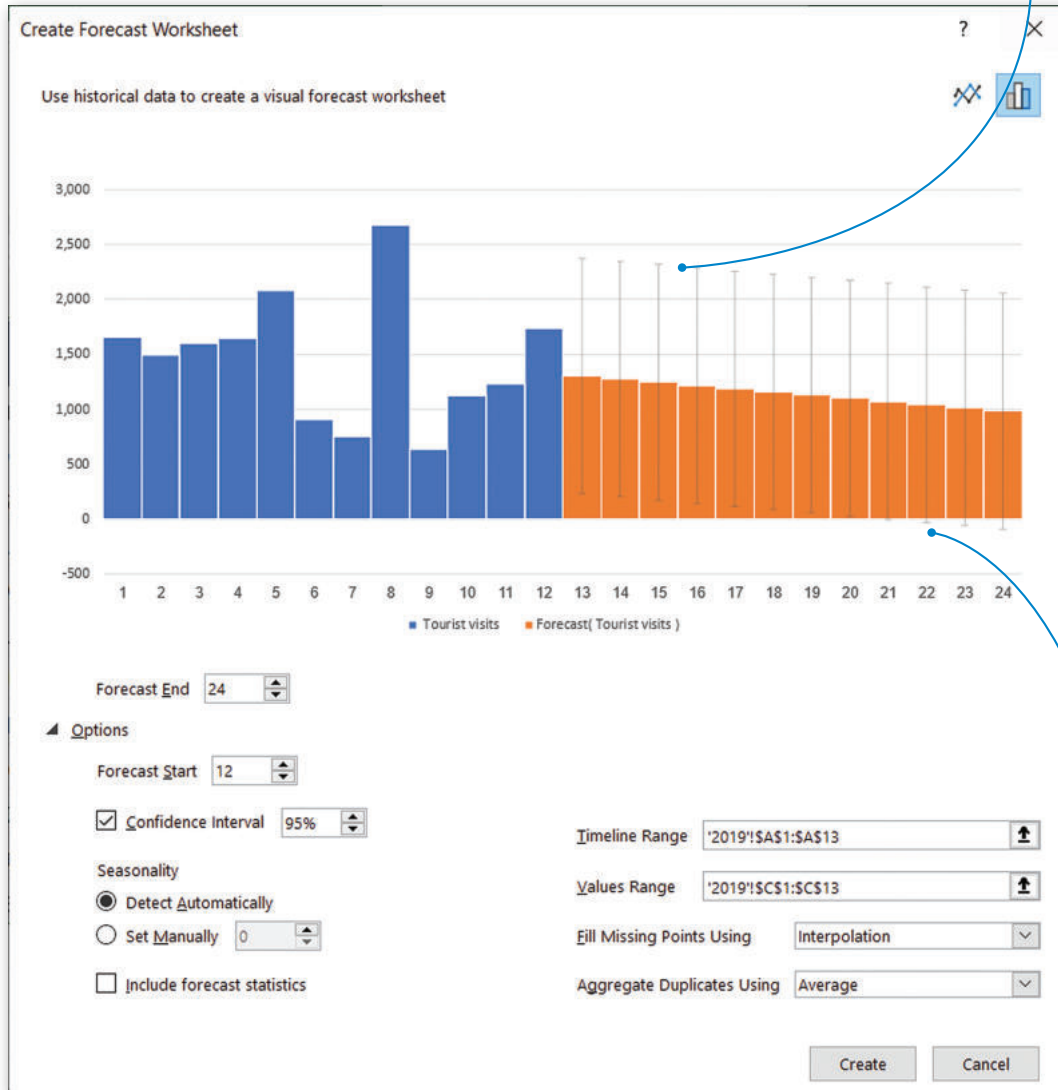 Create Forecast Worksheet ?
Use historical data to create a visual forecast worksheet
3,000
2,500
2,000
1,500
1,000
500
0
-500
1 2 3 4 5 6 7 8 9 10 11 12 13 14 15 16 17 18 19 20 21 22 23 24
Tourist visits Forecast( Tourist visits )
Forecast End 24
Options
Forecast Start 12
Confidence Interval 95%
Timeline Range '2019'!$A$1:$A$13
Seasonality
Values Range '2019'!$C$1:$C$13
Detect Automatically
Set Manually 0
Fill Missing Points Using Interpolation
Include forecast statistics
Aggregate Duplicates Using Average
Create Cancel